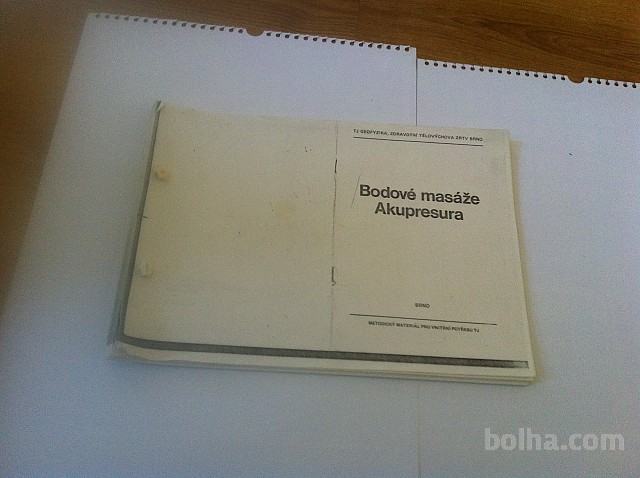 TJ GEOFYZIKA, ZDRAVOTNÍ TĚLOVÝCHOVA ZRTV BRNO
Bodové masáže
Akupresura
BRNO
METODICKÝ MATERIÁL PRO VNITŘNÍ POTŘEBU TJ
bolha.com